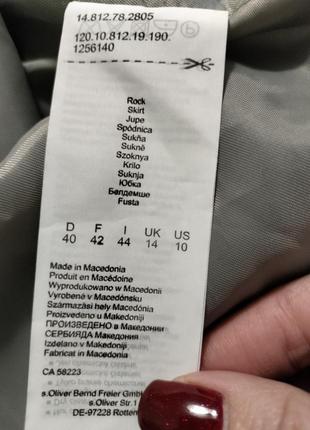 14.812.78.2805
120.10.812.19.190.
1256140
Rock
Skirt
Jupe
Spódnica
Sukňa
Sukně
Szoknya
Krilo
Suknja
Юбка
Белдемше
Fusta
D F I UK US
40 42 44 14 10
Made in Macedonia
Produit en Macédoine
Wyprodukowano w Macedonii
Vyrobené v Macedónsku
Származási hely Macedónia
Proizvedeno u Makedoniji
ПРОИЗВЕДЕНО в Македонии
СЕРБИЯДА Македония
Izdelano v Makedoniji
Fabricat in Macedonia
CA 58223
s.Oliver Bernd Freier GmbH
s.Oliver Str.1
DE-97228 Rotten